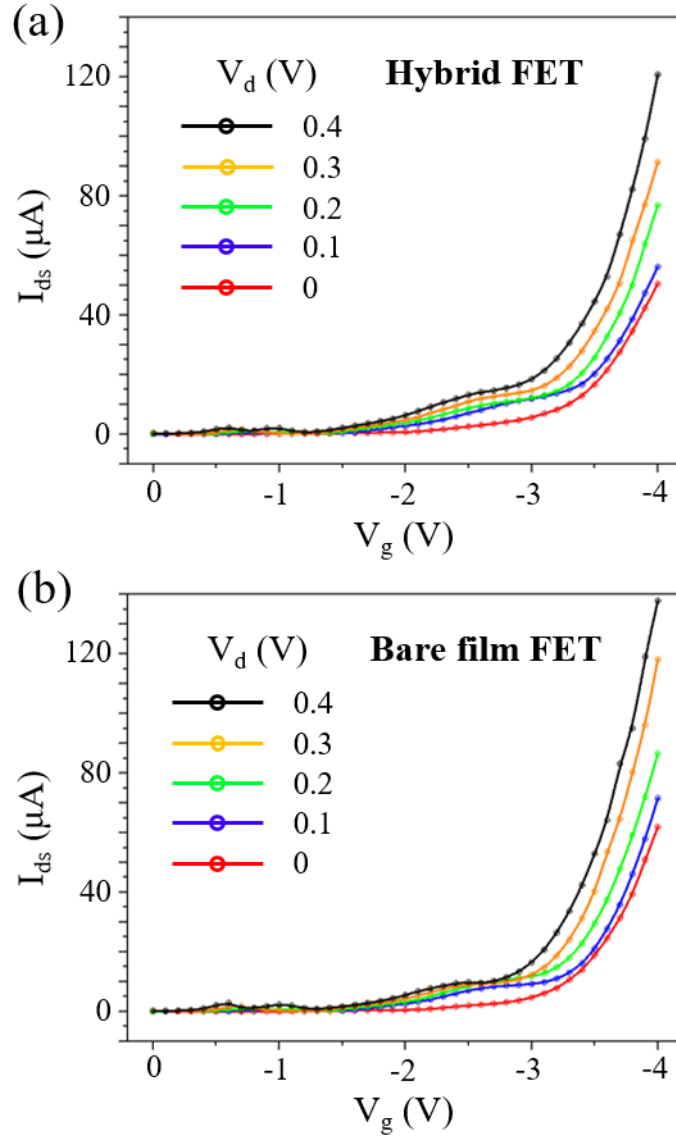 (a)
V_d (V) Hybrid FET
0.4
0.3
0.2
0.1
0
120
80
40
0
I_ds (μA)
0 -1 -2 -3 -4
V_g (V)
(b)
V_d (V) Bare film FET
0.4
0.3
0.2
0.1
0
120
80
40
0
I_ds (μA)
0 -1 -2 -3 -4
V_g (V)